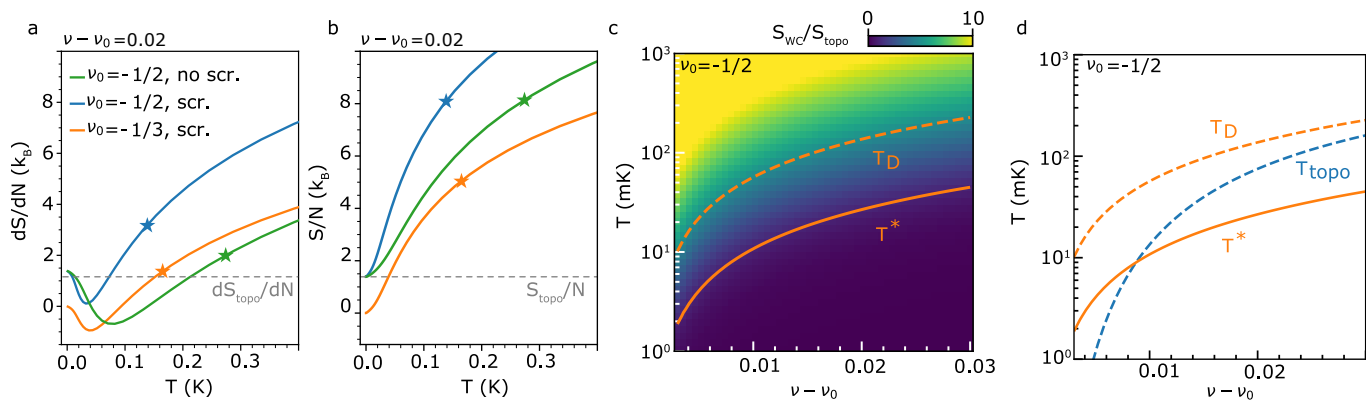 a
ν − ν₀ =0.02
dS/dN (k_B)
8
6
4
2
0
ν₀=-1/2, no scr.
ν₀=-1/2, scr.
ν₀=-1/3, scr.
dS_topo/dN
0.0 0.1 0.2 0.3
T (K)
b
ν − ν₀ =0.02
S/N (k_B)
8
6
4
2
0
S_topo/N
0.0 0.1 0.2 0.3
T (K)
c
S_WC/S_topo
0 10
ν₀=-1/2
T (mK)
10³
10²
10¹
10⁰
T_D
T*
0.01 0.02 0.03
ν − ν₀
d
ν₀=-1/2
T (mK)
10³
10²
10¹
10⁰
T_D
T_topo
T*
0.01 0.02
ν − ν₀